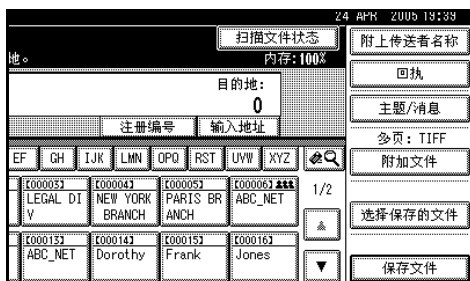 24 APR 2005 19:39
扫描文件状态
附上传送者名称
地。
内存:100%
回执
目的地:
0
主题/消息
注册编号
输入地址
多页: TIFF
EF GH IJK LMN OPQ RST UVW XYZ
附加文件
[00003]
LEGAL DI
V
[00004]
NEW YORK
BRANCH
[00005]
PARIS BR
ANCH
[00006]
ABC_NET
1/2
选择保存的文件
[00013]
ABC_NET
[00014]
Dorothy
[00015]
Frank
[00016]
Jones
保存文件